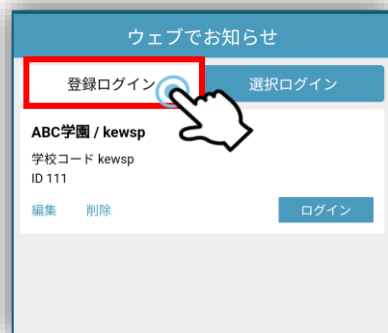 ウェブでお知らせ
登録ログイン
選択ログイン
ABC学園 / kewsp
学校コード kewsp
ID 111
編集 削除
ログイン